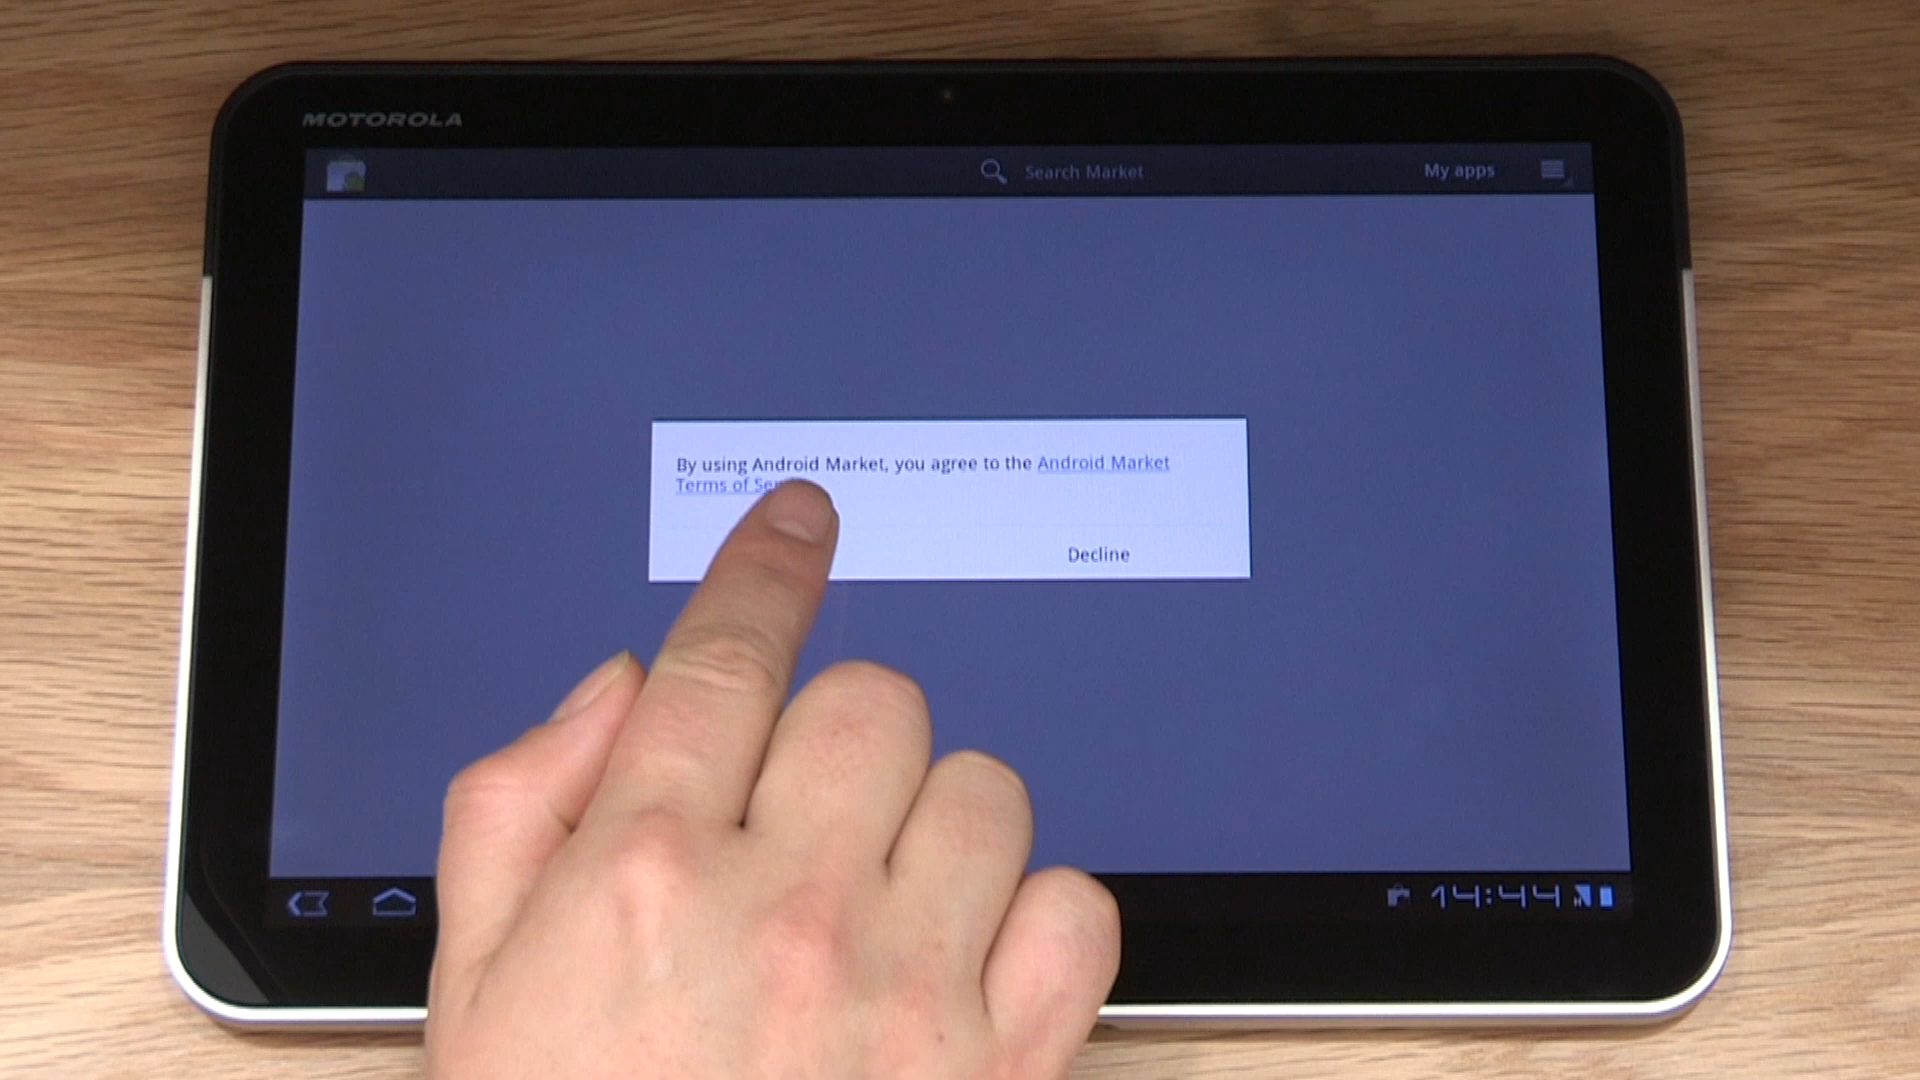 MOTOROLA
Search Market
My apps
By using Android Market, you agree to the Android Market
Terms of
Decline
14:44